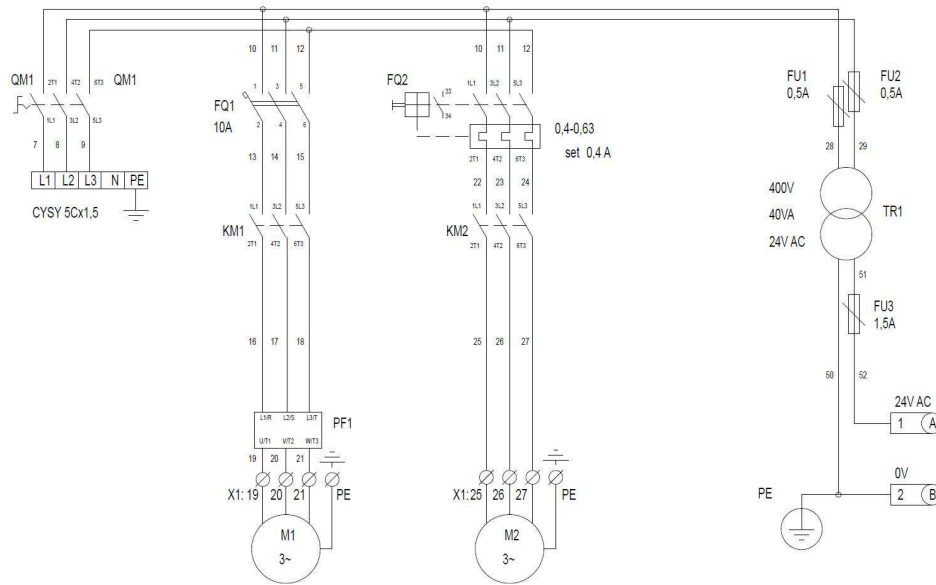 QM1
2T1 4T2 6T3
QM1
1L1 3L2 5L3
7 8 9
L1 L2 L3 N PE
CYSY 5Cx1,5
10 11 12
1 3 5
FQ1
10A
2 4 6
13 14 15
1L1 3L2 5L3
KM1
2T1 4T2 6T3
16 17 18
L1/R L2/S L3/T
PF1
U/T1 V/T2 W/T3
19 20 21
X1: 19 20 21 PE
M1
3~
10 11 12
FQ2
33
34
1L1 3L2 5L3
0,4-0,63
set 0,4 A
2T1 4T2 6T3
22 23 24
1L1 3L2 5L3
KM2
2T1 4T2 6T3
25 26 27
X1: 25 26 27 PE
M2
3~
FU1
0,5A
FU2
0,5A
28 29
400V
40VA
24V AC
TR1
51
FU3
1,5A
50 52
24V AC
1 A
0V
2 B
PE